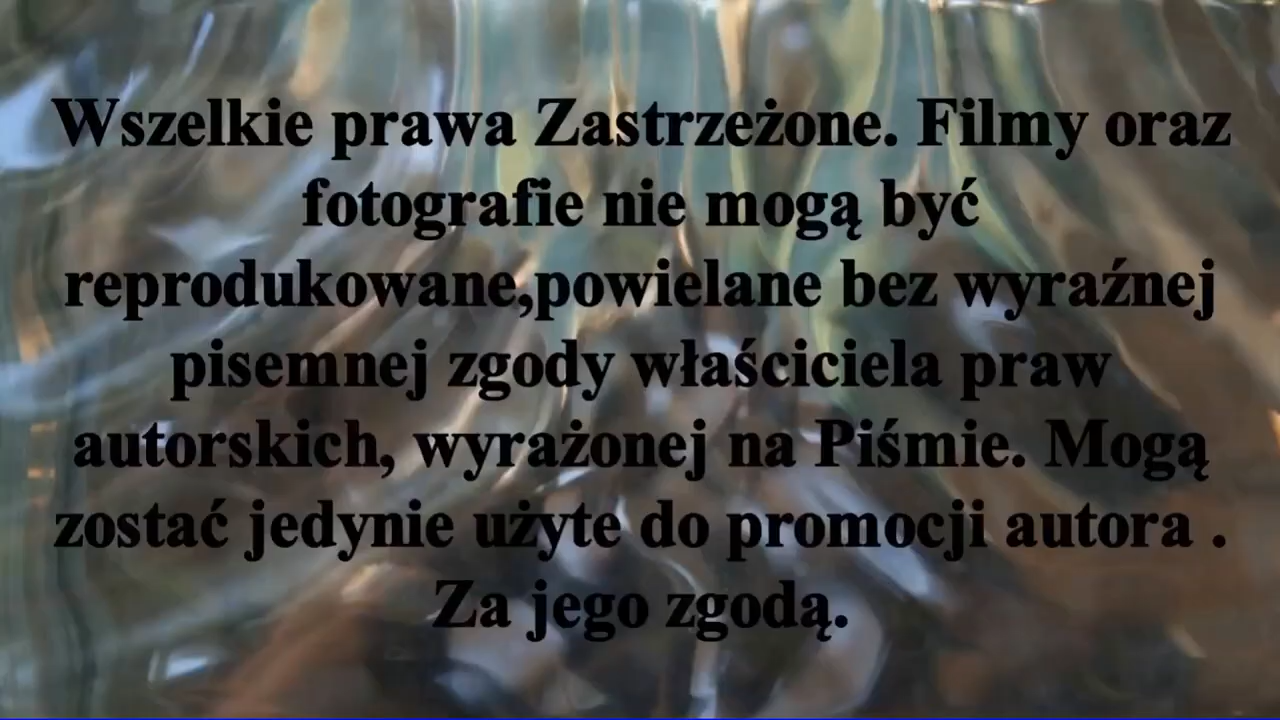 Wszelkie prawa Zastrzeżone. Filmy oraz
fotografie nie mogą być
reprodukowane,powielane bez wyraźnej
pisemnej zgody właściciela praw
autorskich, wyrażonej na Piśmie. Mogą
zostać jedynie użyte do promocji autora .
Za jego zgodą.